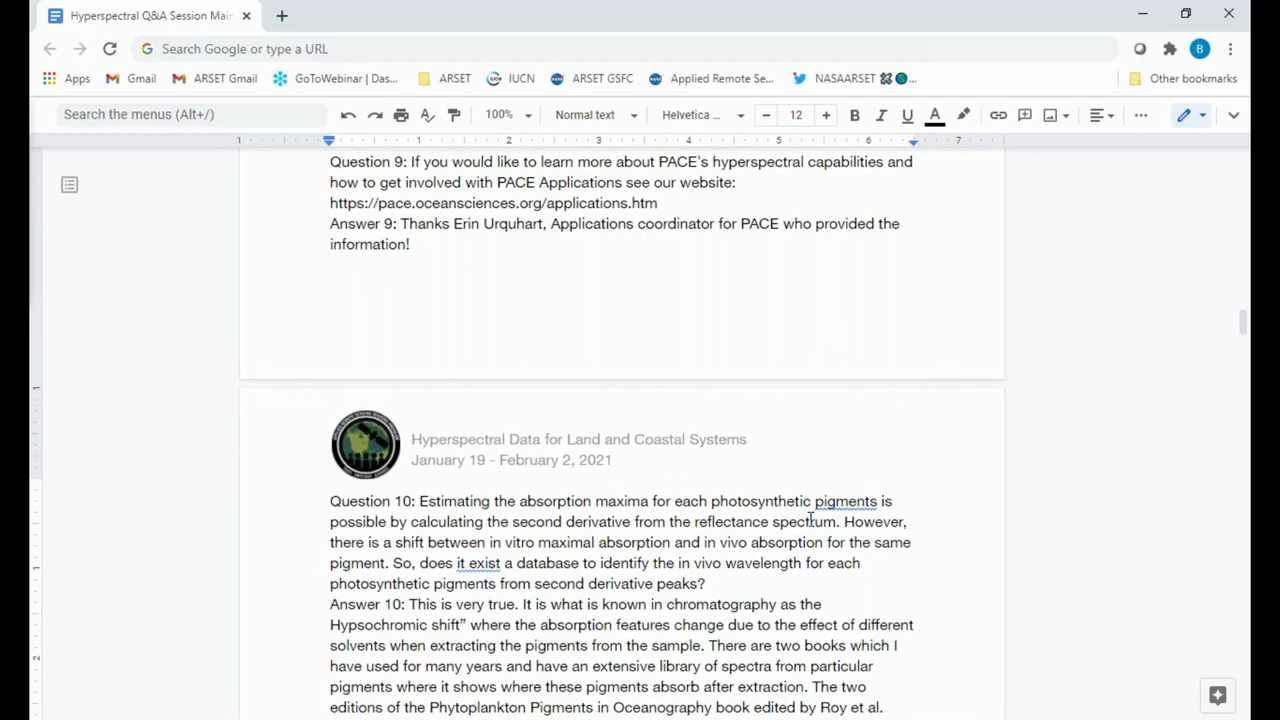 Hyperspectral Q&A Session Main
Search Google or type a URL
B
Apps
Gmail
ARSET Gmail
GoToWebinar | Das...
ARSET
IUCN
ARSET GSFC
Applied Remote Se...
NASAARSET
Other bookmarks
Search the menus (Alt+/)
100%
Normal text
Helvetica ...
12
B I U A
1 2 3 4 5 6 7
Question 9: If you would like to learn more about PACE's hyperspectral capabilities and
how to get involved with PACE Applications see our website:
https://pace.oceansciences.org/applications.htm
Answer 9: Thanks Erin Urquhart, Applications coordinator for PACE who provided the
information!
Hyperspectral Data for Land and Coastal Systems
January 19 - February 2, 2021
Question 10: Estimating the absorption maxima for each photosynthetic pigments is
possible by calculating the second derivative from the reflectance spectrum. However,
there is a shift between in vitro maximal absorption and in vivo absorption for the same
pigment. So, does it exist a database to identify the in vivo wavelength for each
photosynthetic pigments from second derivative peaks?
Answer 10: This is very true. It is what is known in chromatography as the
Hypsochromic shift” where the absorption features change due to the effect of different
solvents when extracting the pigments from the sample. There are two books which I
have used for many years and have an extensive library of spectra from particular
pigments where it shows where these pigments absorb after extraction. The two
editions of the Phytoplankton Pigments in Oceanography book edited by Roy et al.
1
1
2